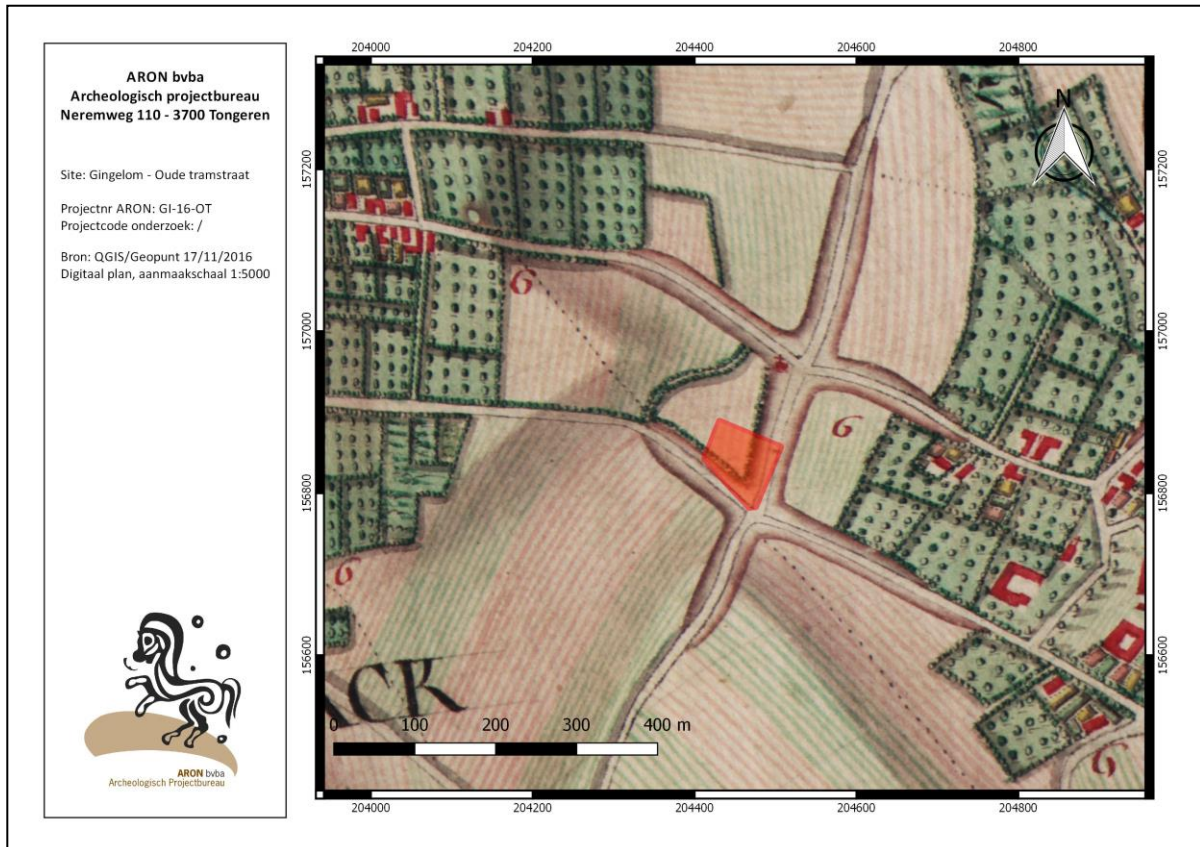 ARON bvba
Archeologisch projectbureau
Neremweg 110 - 3700 Tongeren
Site: Gingelom - Oude tramstraat
Projectnr ARON: GI-16-OT
Projectcode onderzoek: /
Bron: QGIS/Geopunt 17/11/2016
Digitaal plan, aanmaakschaal 1:5000
ARON bvba
Archeologisch Projectbureau
204000 204200 204400 204600 204800
N
157200 157200
6
157000 157000
6
156800 156800
6
156600 156600
ACK
6
0 100 200 300 400 m
204000 204200 204400 204600 204800